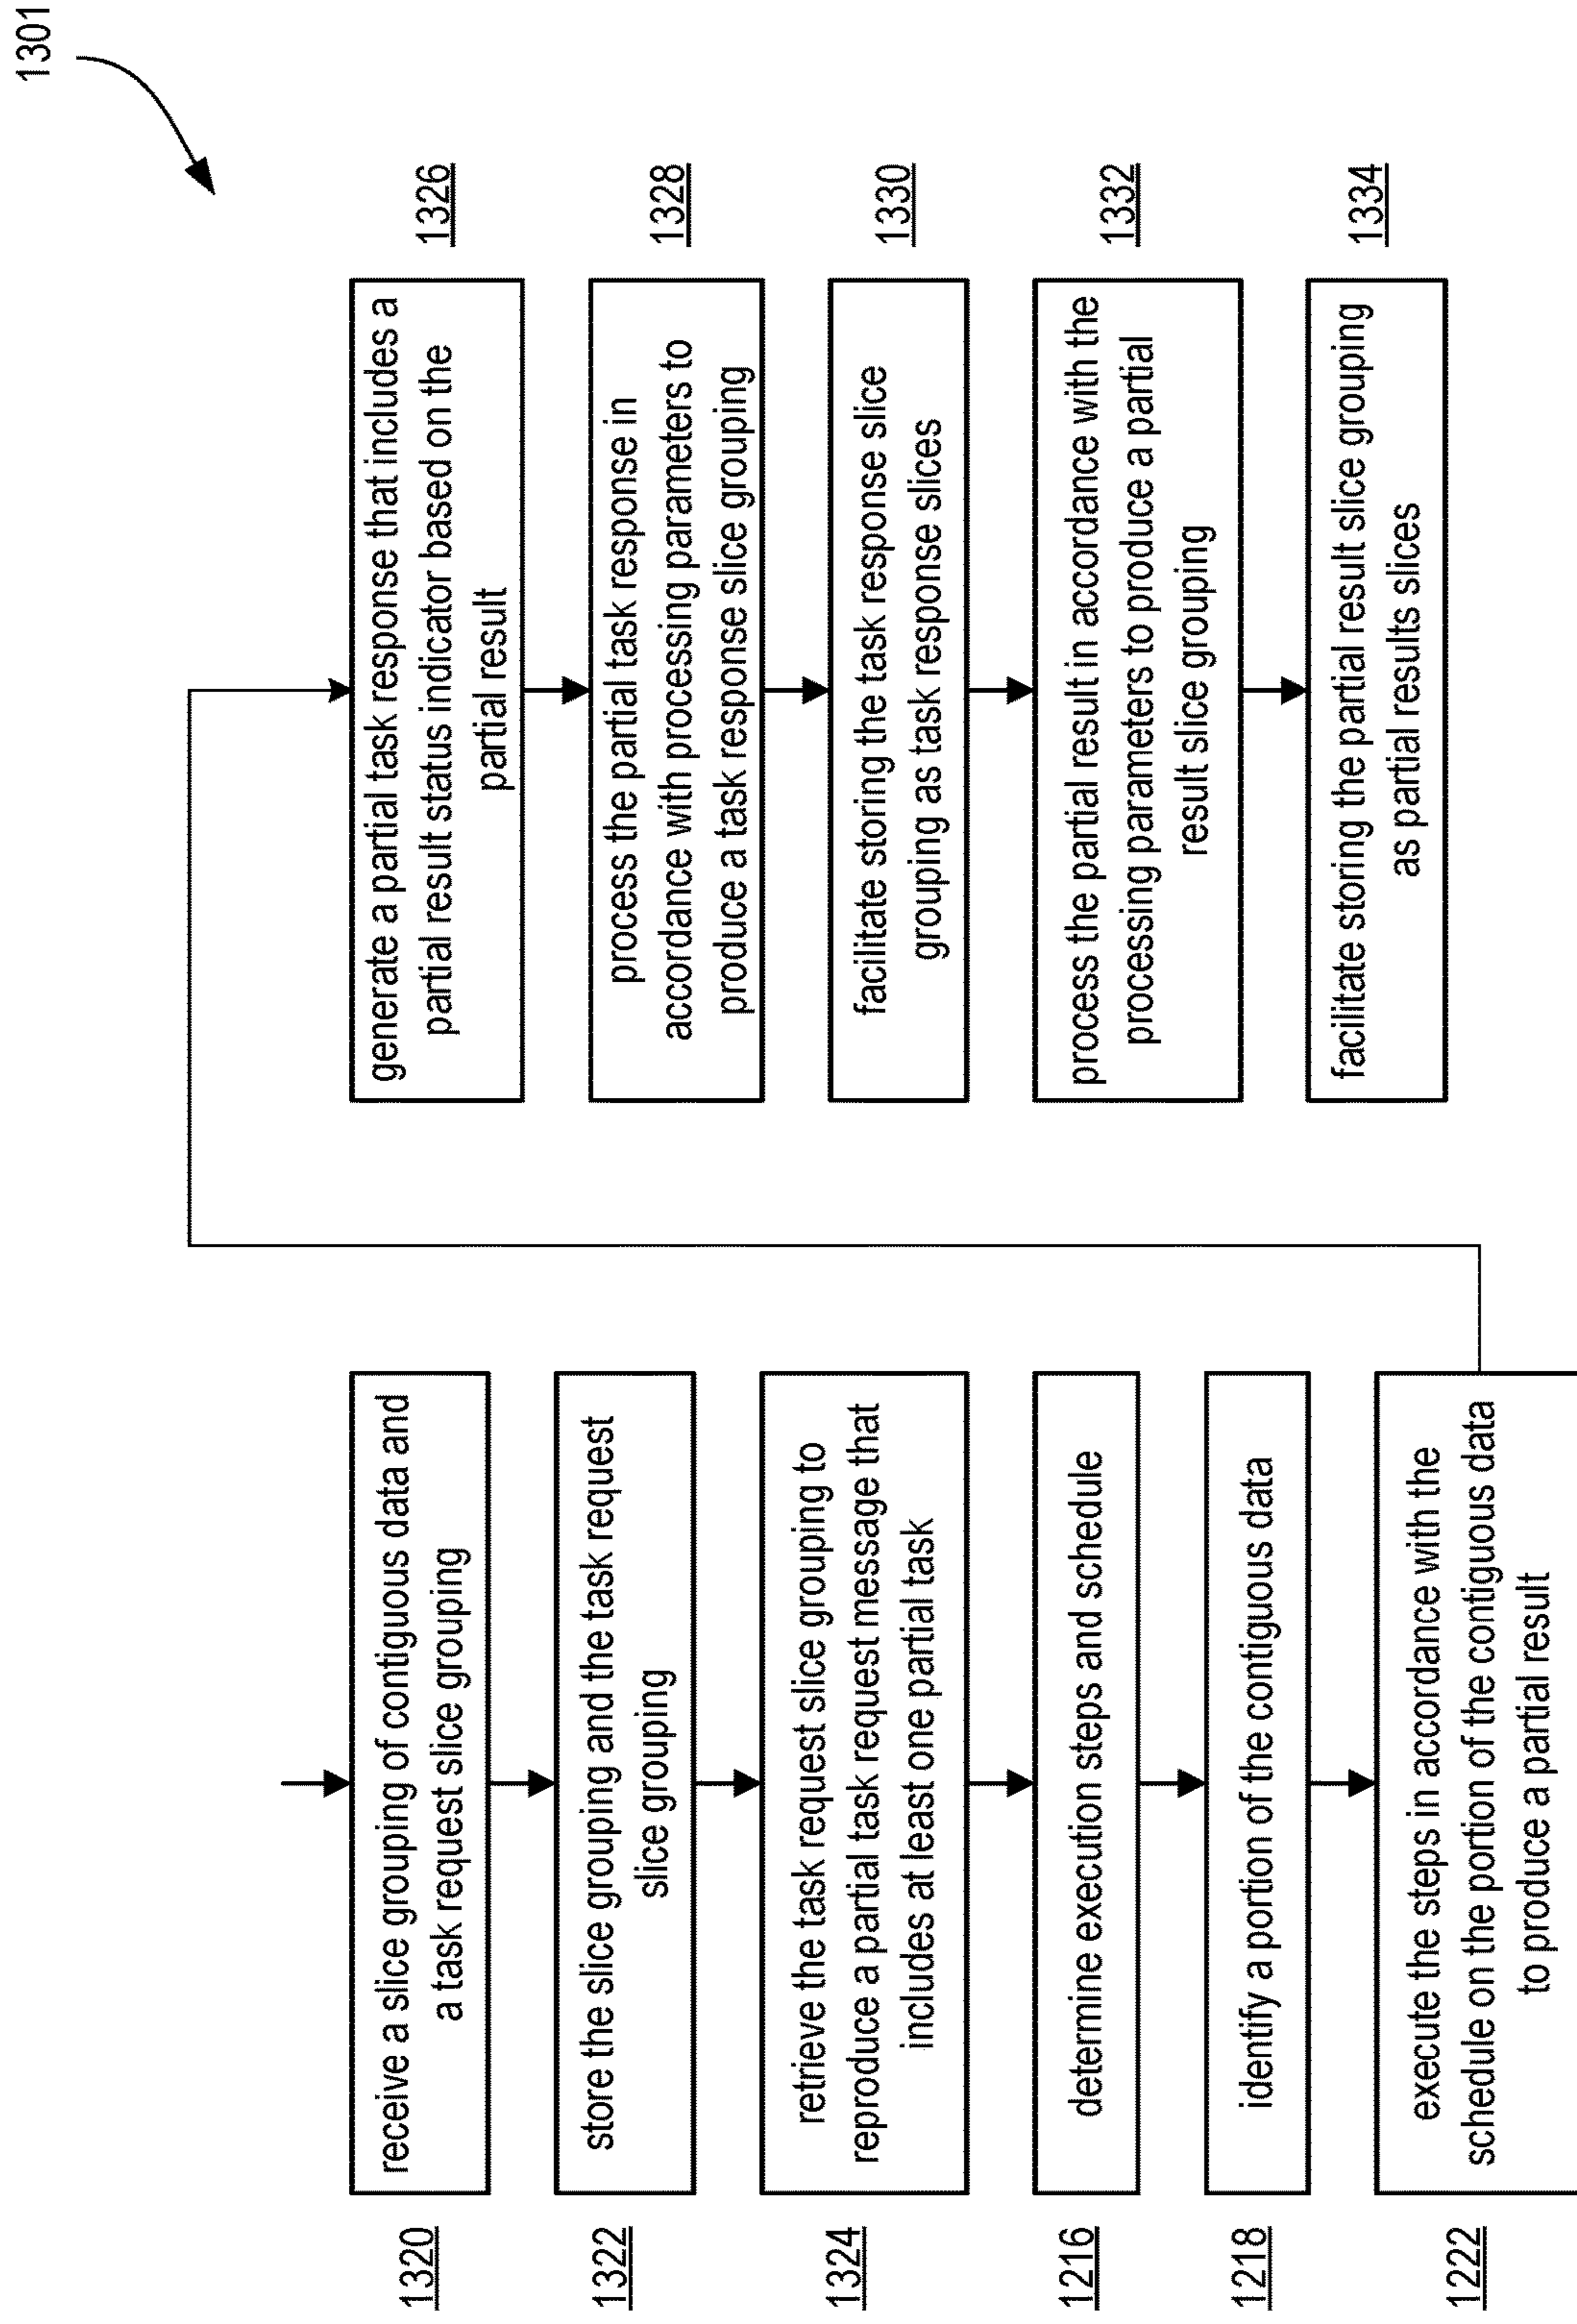 1301
1320
receive a slice grouping of contiguous data and
a task request slice grouping
1322
store the slice grouping and the task request
slice grouping
1324
retrieve the task request slice grouping to
reproduce a partial task request message that
includes at least one partial task
1216
determine execution steps and schedule
1218
identify a portion of the contiguous data
1222
execute the steps in accordance with the
schedule on the portion of the contiguous data
to produce a partial result
generate a partial task response that includes a
partial result status indicator based on the
partial result
1326
process the partial task response in
accordance with processing parameters to
produce a task response slice grouping
1328
facilitate storing the task response slice
grouping as task response slices
1330
process the partial result in accordance with the
processing parameters to produce a partial
result slice grouping
1332
facilitate storing the partial result slice grouping
as partial results slices
1334